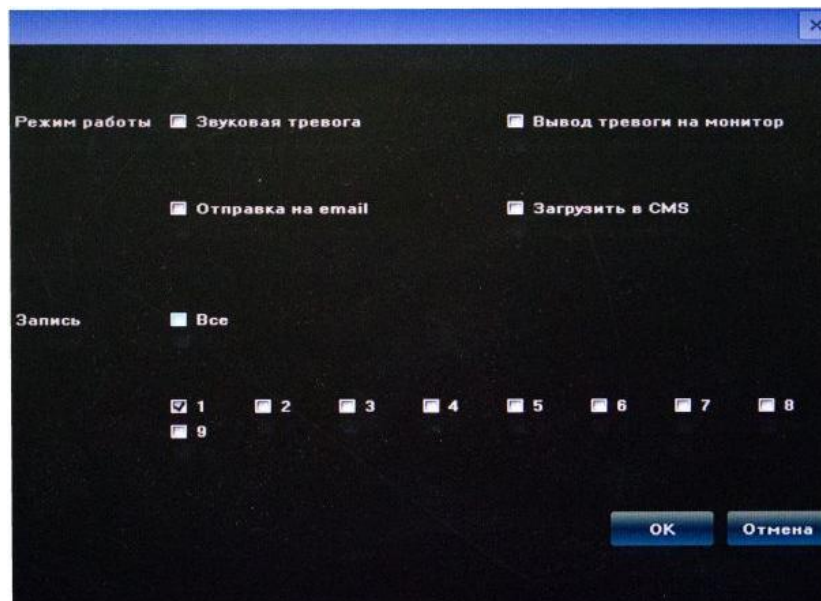 Режим работы Звуковая тревога Вывод тревоги на монитор
Отправка на email Загрузить в CMS
Запись Все
1 2 3 4 5 6 7 8
9
OK Отмена